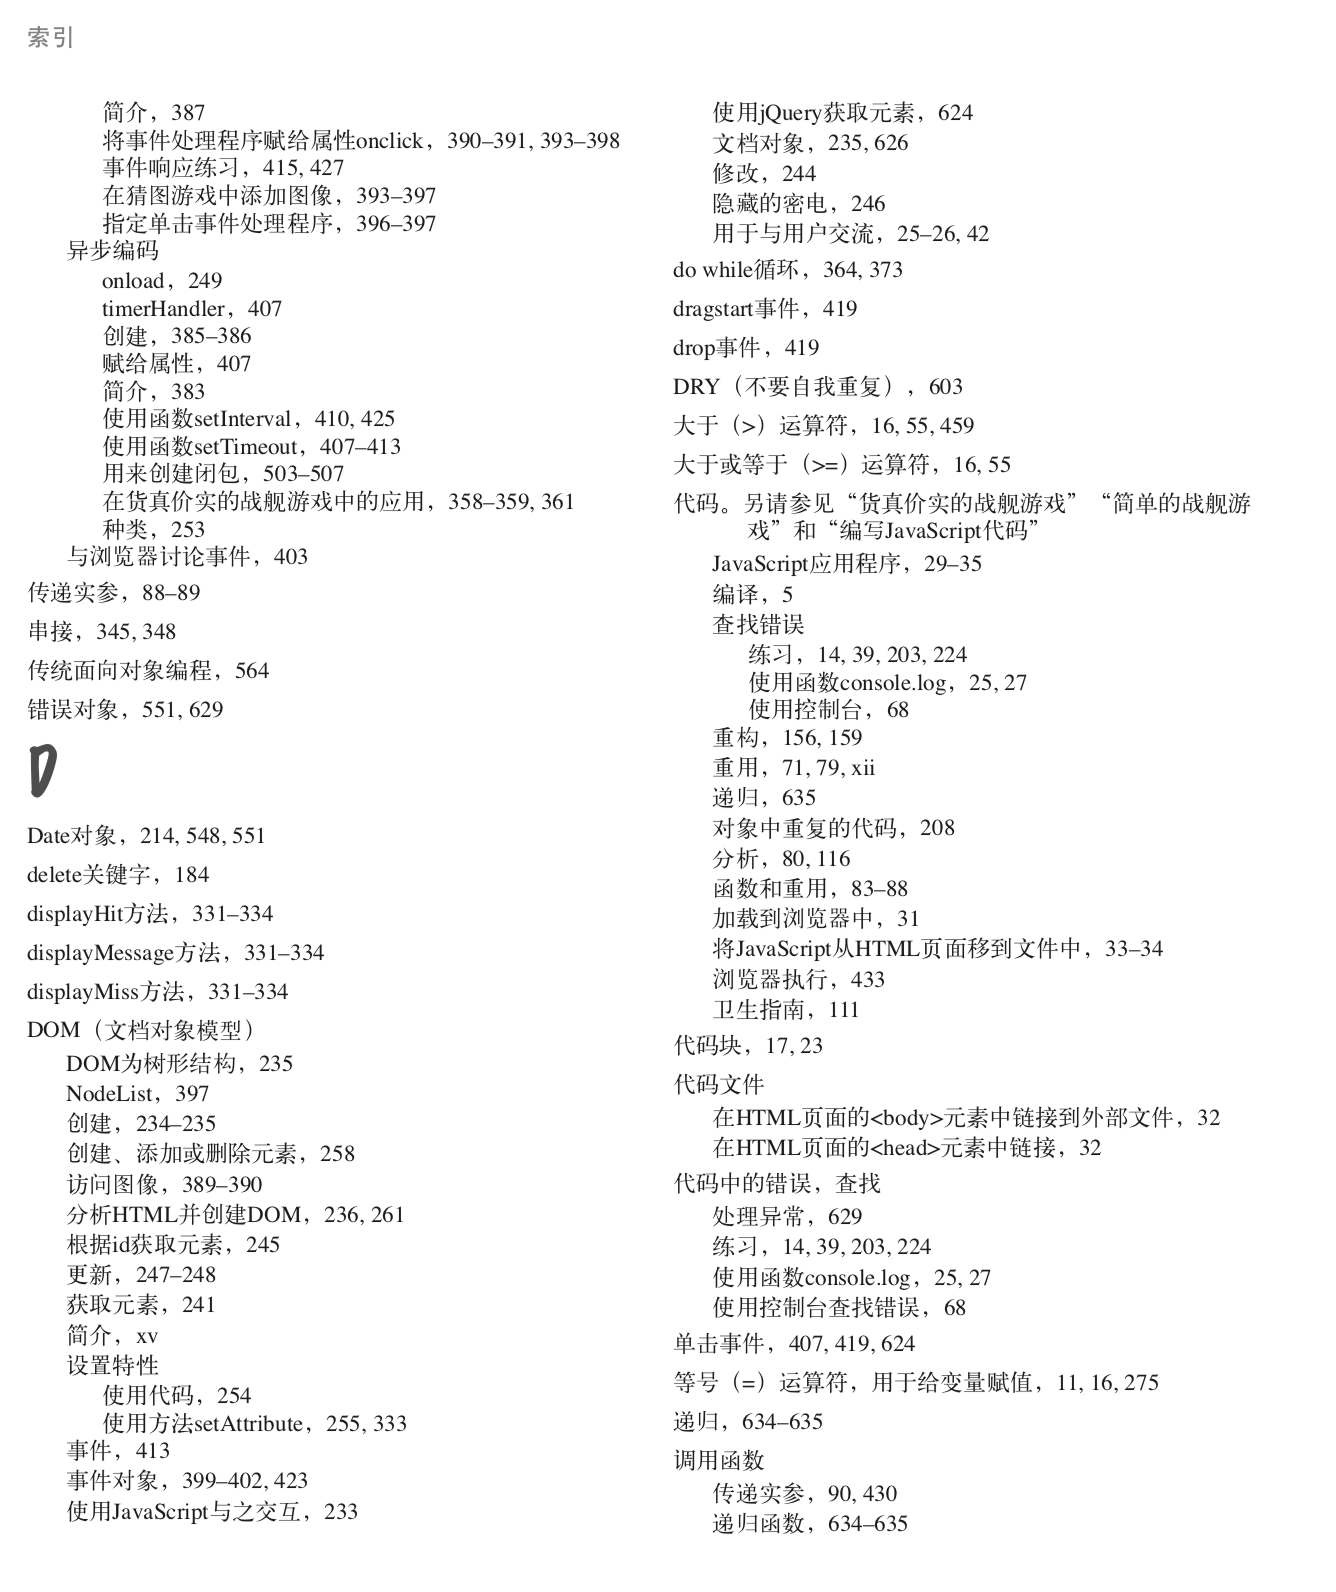 索引
简介，387
将事件处理程序赋给属性onclick，390–391, 393–398
事件响应练习，415, 427
在猜图游戏中添加图像，393–397
指定单击事件处理程序，396–397
异步编码
onload，249
timerHandler，407
创建，385–386
赋给属性，407
简介，383
使用函数setInterval，410, 425
使用函数setTimeout，407–413
用来创建闭包，503–507
在货真价实的战舰游戏中的应用，358–359, 361
种类，253
与浏览器讨论事件，403
传递实参，88–89
串接，345, 348
传统面向对象编程，564
错误对象，551, 629
D
Date对象，214, 548, 551
delete关键字，184
displayHit方法，331–334
displayMessage方法，331–334
displayMiss方法，331–334
DOM（文档对象模型）
DOM为树形结构，235
NodeList，397
创建，234–235
创建、添加或删除元素，258
访问图像，389–390
分析HTML并创建DOM，236, 261
根据id获取元素，245
更新，247–248
获取元素，241
简介，xv
设置特性
使用代码，254
使用方法setAttribute，255, 333
事件，413
事件对象，399–402, 423
使用JavaScript与之交互，233
使用jQuery获取元素，624
文档对象，235, 626
修改，244
隐藏的密电，246
用于与用户交流，25–26, 42
do while循环，364, 373
dragstart事件，419
drop事件，419
DRY（不要自我重复），603
大于（>）运算符，16, 55, 459
大于或等于（>=）运算符，16, 55
代码。另请参见“货真价实的战舰游戏”“简单的战舰游
戏”和“编写JavaScript代码”
JavaScript应用程序，29–35
编译，5
查找错误
练习，14, 39, 203, 224
使用函数console.log，25, 27
使用控制台，68
重构，156, 159
重用，71, 79, xii
递归，635
对象中重复的代码，208
分析，80, 116
函数和重用，83–88
加载到浏览器中，31
将JavaScript从HTML页面移到文件中，33–34
浏览器执行，433
卫生指南，111
代码块，17, 23
代码文件
在HTML页面的<body>元素中链接到外部文件，32
在HTML页面的<head>元素中链接，32
代码中的错误，查找
处理异常，629
练习，14, 39, 203, 224
使用函数console.log，25, 27
使用控制台查找错误，68
单击事件，407, 419, 624
等号（=）运算符，用于给变量赋值，11, 16, 275
递归，634–635
调用函数
传递实参，90, 430
递归函数，634–635